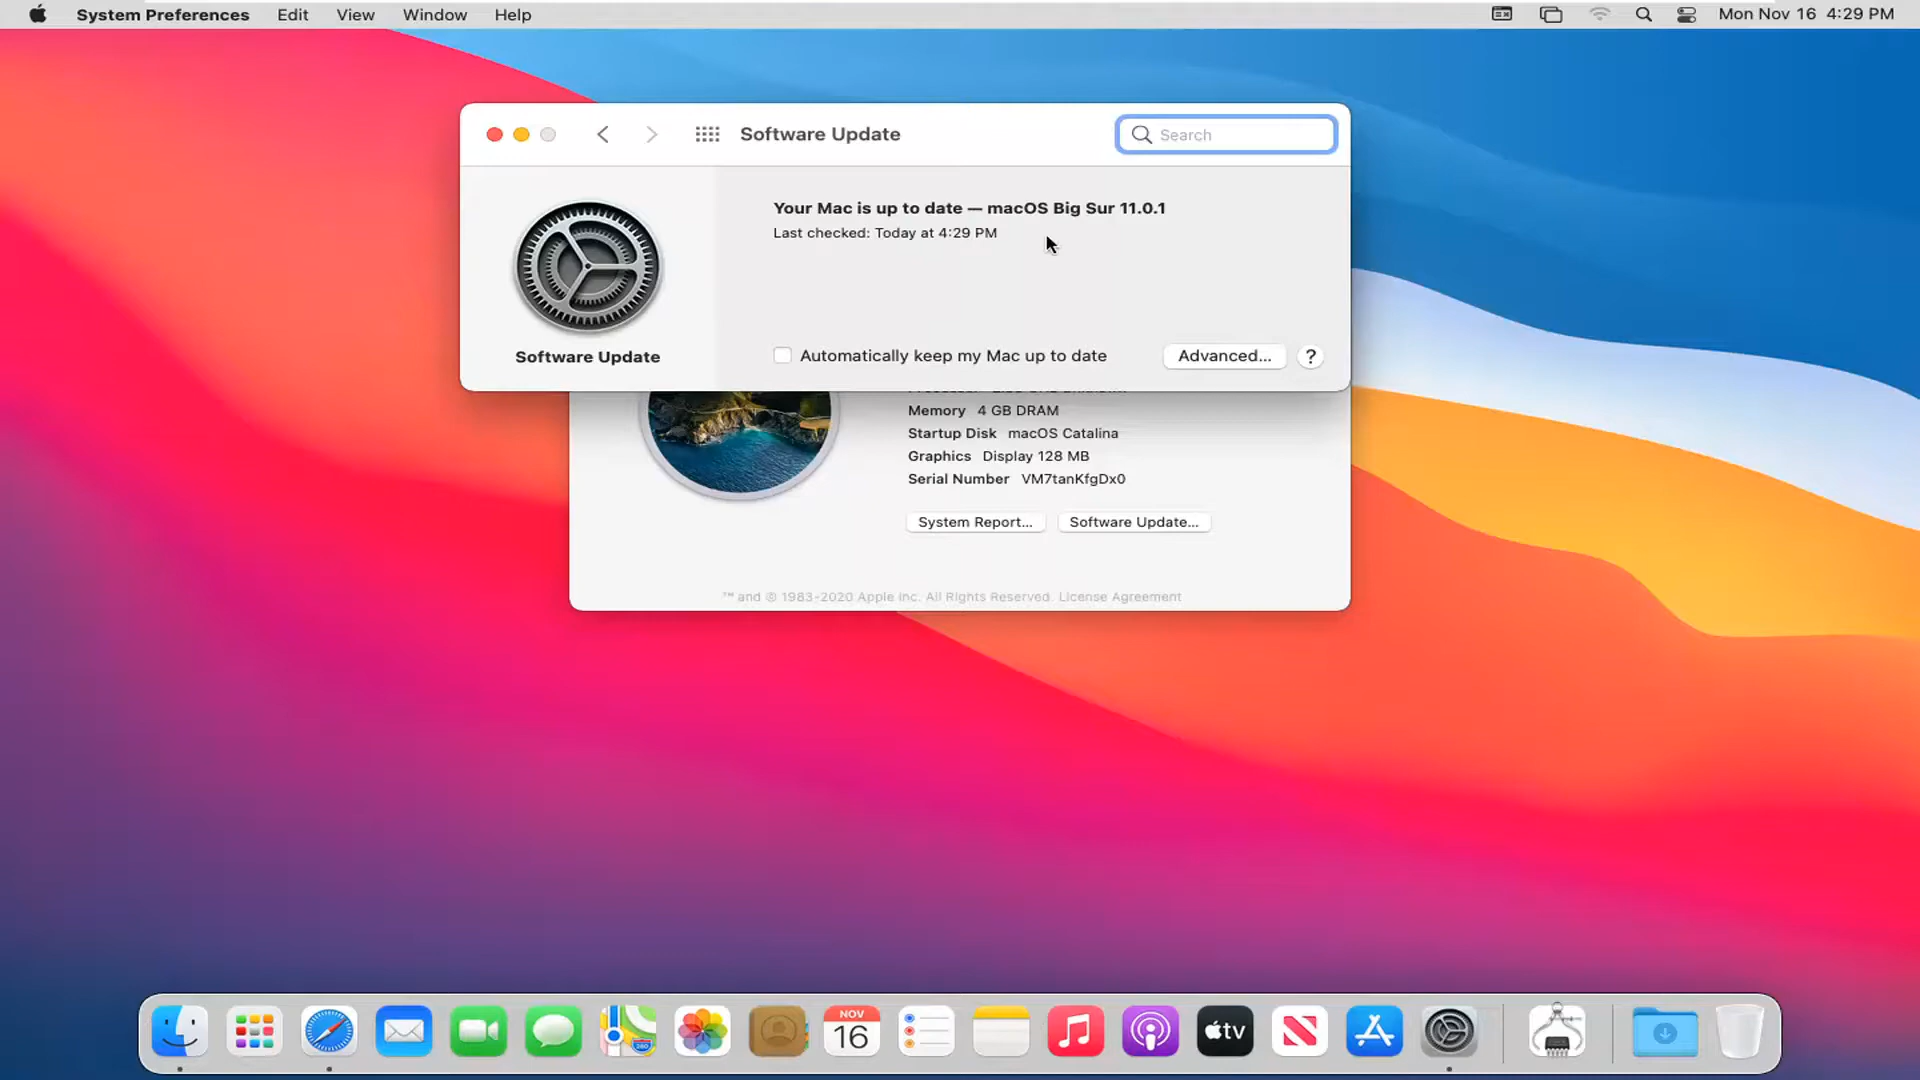 System Preferences Edit View Window Help Mon Nov 16 4:29 PM
Software Update
Search
Your Mac is up to date — macOS Big Sur 11.0.1
Last checked: Today at 4:29 PM
Software Update
Automatically keep my Mac up to date
Advanced... ?
Memory 4 GB DRAM
Startup Disk macOS Catalina
Graphics Display 128 MB
Serial Number VM7tanKfgDx0
System Report... Software Update...
™ and © 1983-2020 Apple Inc. All Rights Reserved. License Agreement
NOV
16
280
tv